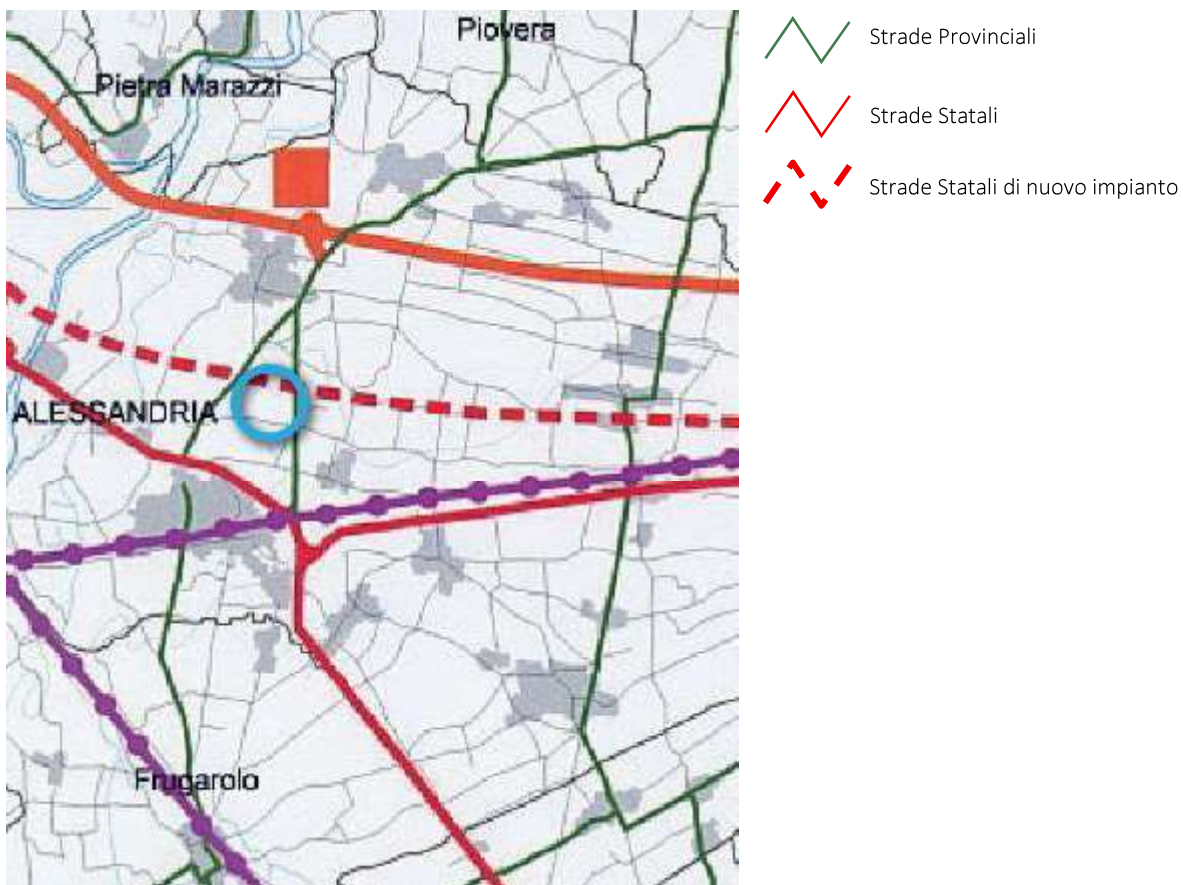 Piovera
Pietra Marazzi
ALESSANDRIA
Frugarolo
Strade Provinciali
Strade Statali
Strade Statali di nuovo impianto